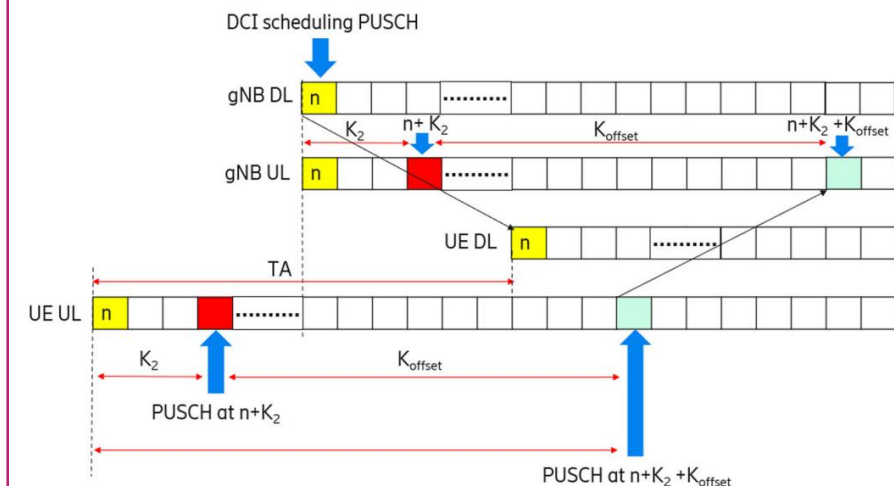 DCI scheduling PUSCH
gNB DL
n
K2
n+ K2
Koffset
n+K2 +Koffset
gNB UL
n
UE DL
n
TA
UE UL
n
K2
Koffset
PUSCH at n+K2
PUSCH at n+K2 +Koffset